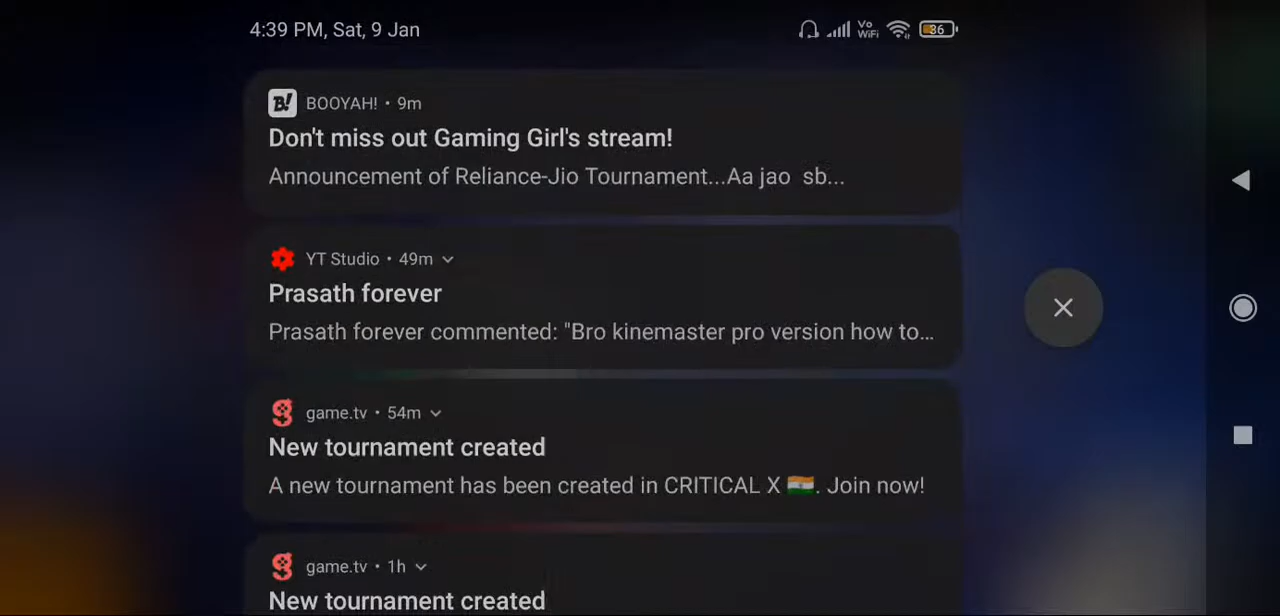 4:39 PM, Sat, 9 Jan
Vo WiFi 36
B! BOOYAH! • 9m
Don't miss out Gaming Girl's stream!
Announcement of Reliance-Jio Tournament...Aa jao sb...
YT Studio • 49m
Prasath forever
Prasath forever commented: "Bro kinemaster pro version how to...
game.tv • 54m
New tournament created
A new tournament has been created in CRITICAL X 🇮🇳. Join now!
game.tv • 1h
New tournament created